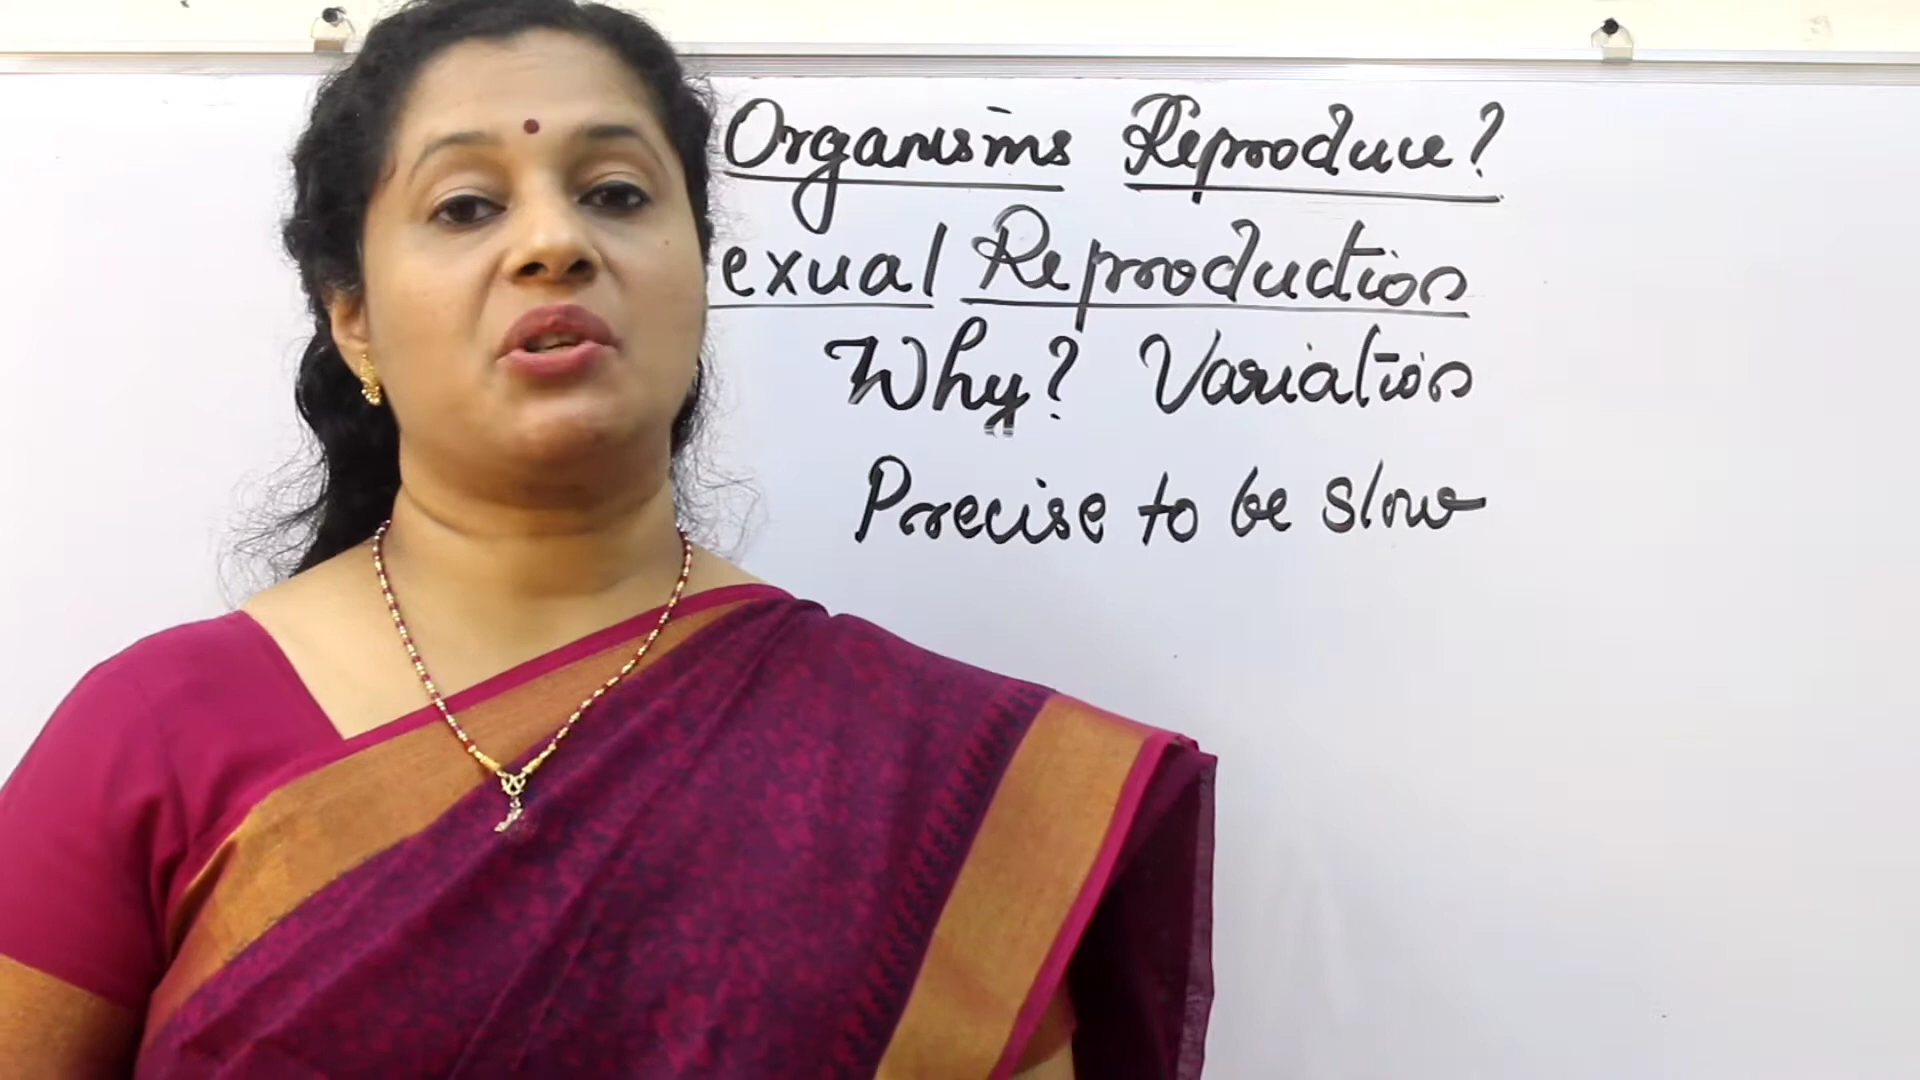 Organisms Reproduce?
exual Reproduction
Why? Variation
Precise to be slow